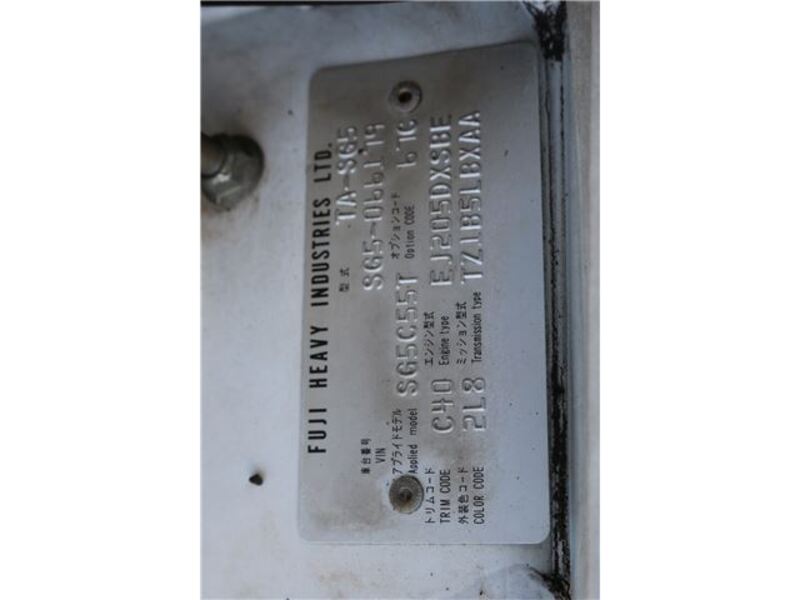 FUJI HEAVY INDUSTRIES LTD.
型式 TA-SG5
車台番号 VIN SG5-066179
アプライドモデル Applied model SG5C55T オプションコード Option CODE 67C
トリムコード TRIM CODE C40 エンジン型式 Engine type EJ205DXSBE
外装色コード COLOR CODE 2L8 ミッション型式 Transmission type TZ1B5LBXAA